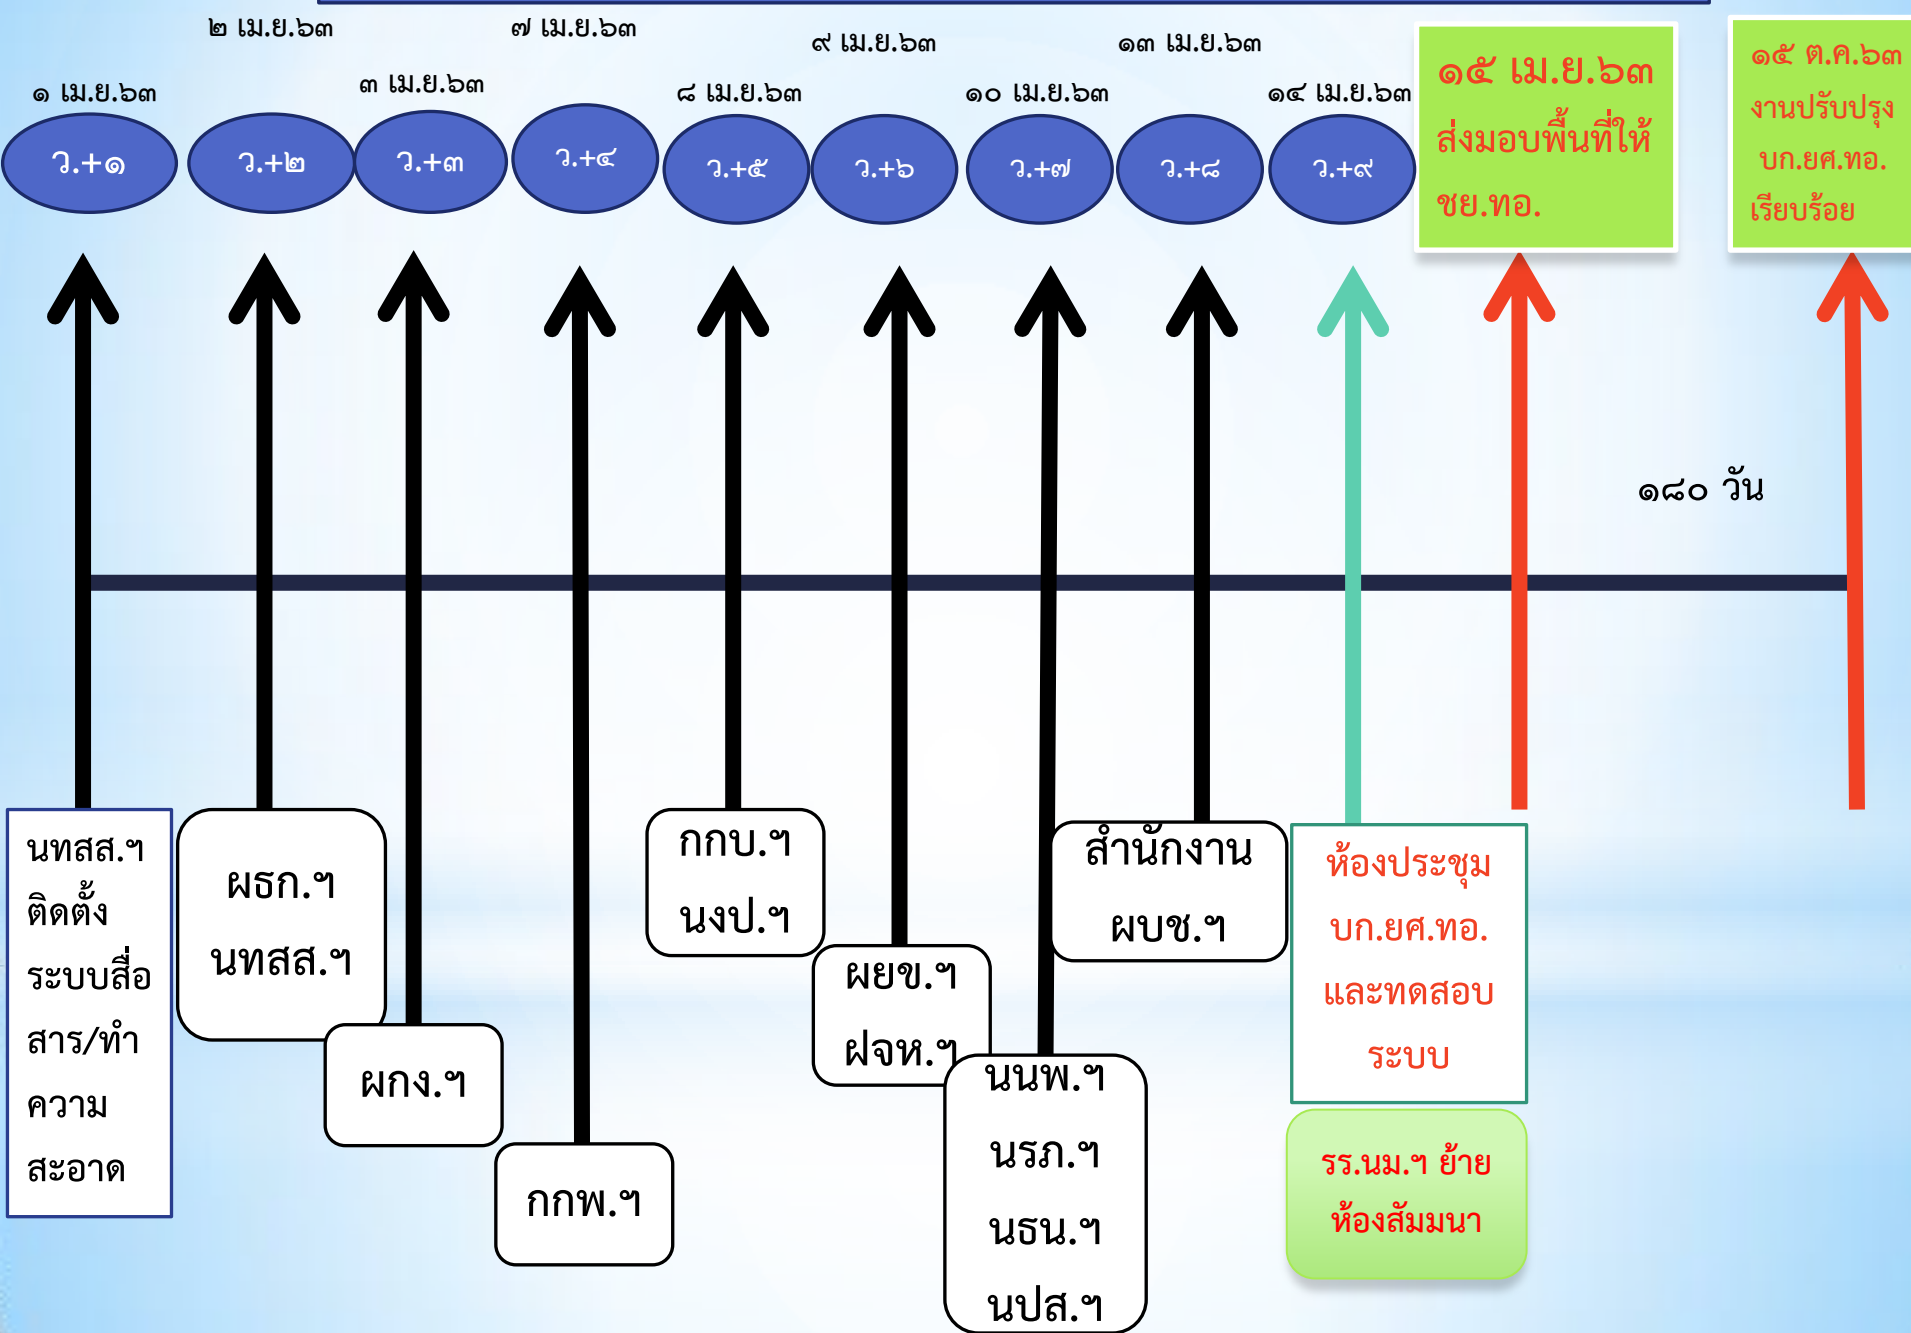 ๑ เม.ย.๖๓
๒ เม.ย.๖๓
๓ เม.ย.๖๓
๗ เม.ย.๖๓
๘ เม.ย.๖๓
๙ เม.ย.๖๓
๑๐ เม.ย.๖๓
๑๓ เม.ย.๖๓
๑๔ เม.ย.๖๓
ว.+๑
ว.+๒
ว.+๓
ว.+๔
ว.+๕
ว.+๖
ว.+๗
ว.+๘
ว.+๙
๑๕ เม.ย.๖๓
ส่งมอบพื้นที่ให้
ชย.ทอ.
๑๕ ต.ค.๖๓
งานปรับปรุง
บก.ยศ.ทอ.
เรียบร้อย
๑๘๐ วัน
นทสส.ฯ
ติดตั้ง
ระบบสื่อ
สาร/ทำ
ความ
สะอาด
ผธก.ฯ
นทสส.ฯ
ผกง.ฯ
กกพ.ฯ
กกบ.ฯ
นงป.ฯ
ผยข.ฯ
ฝจห.ฯ
นนพ.ฯ
นรภ.ฯ
นธน.ฯ
นปส.ฯ
สำนักงาน
ผบช.ฯ
ห้องประชุม
บก.ยศ.ทอ.
และทดสอบ
ระบบ
รร.นม.ฯ ย้าย
ห้องสัมมนา